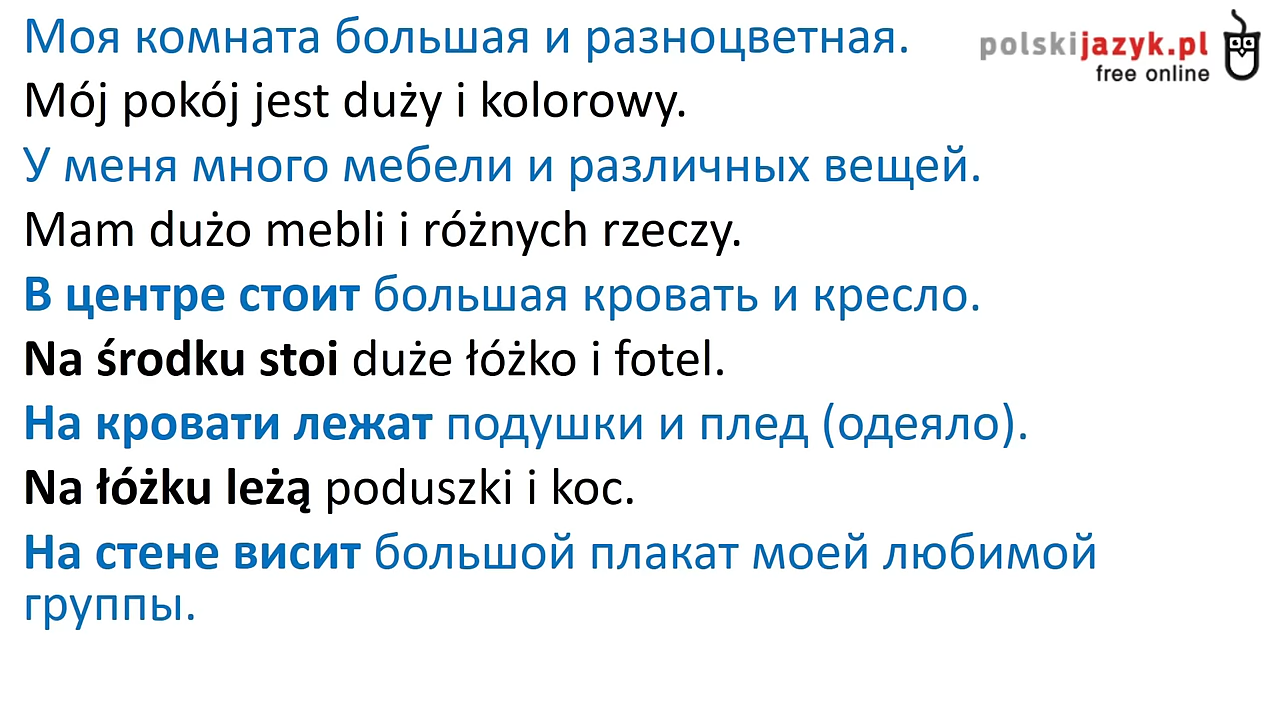 Моя комната большая и разноцветная.
polskijazyk.pl
free online
Mój pokój jest duży i kolorowy.
У меня много мебели и различных вещей.
Mam dużo mebli i różnych rzeczy.
В центре стоит большая кровать и кресло.
Na środku stoi duże łóżko i fotel.
На кровати лежат подушки и плед (одеяло).
Na łóżku leżą poduszki i koc.
На стене висит большой плакат моей любимой
группы.